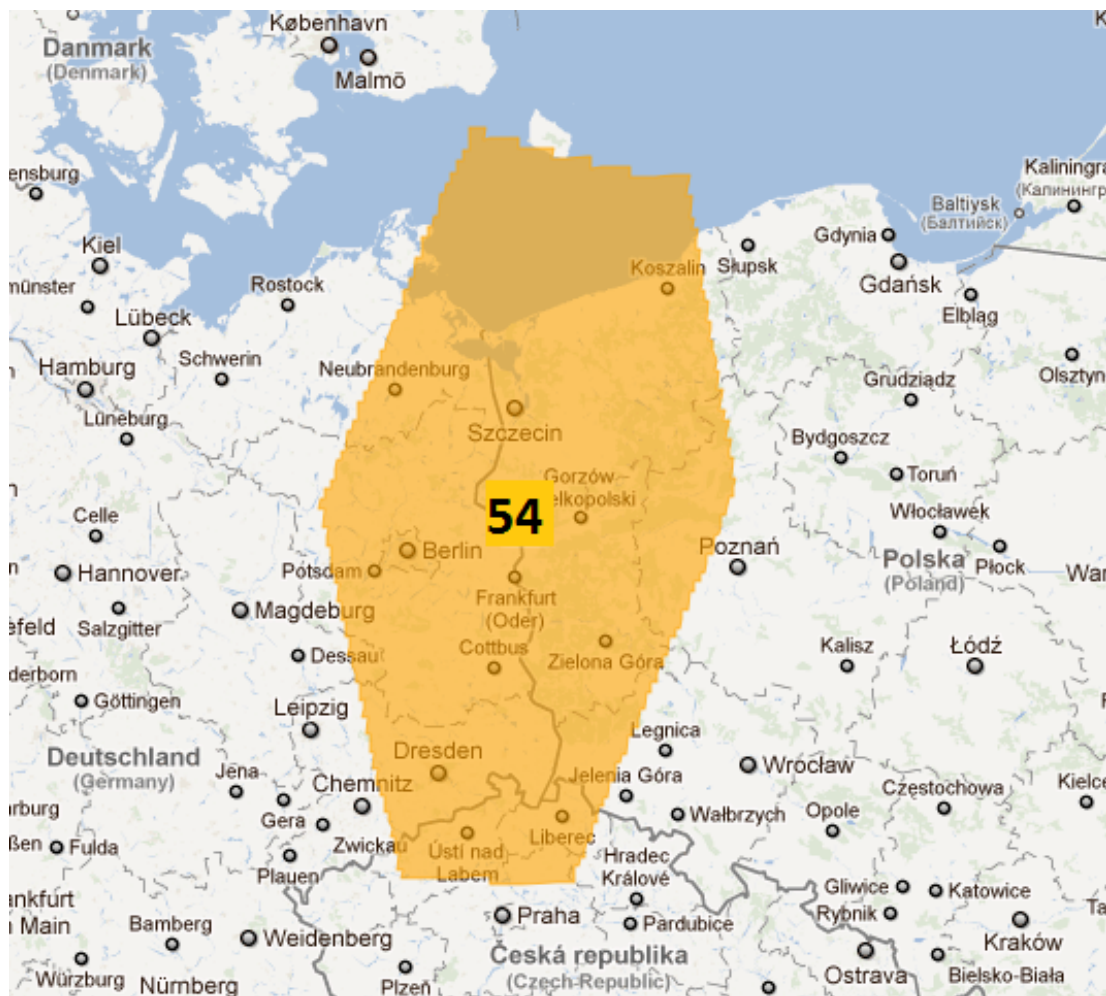 København
Danmark
(Denmark)
Malmö
Kaliningra
(Калинингр
ensburg
Baltiysk
(Балтийск)
Gdynia
Kiel
Słupsk
Gdańsk
Koszalin
münster
Rostock
Elbląg
Lübeck
Schwerin
Neubrandenburg
Hamburg
Grudziądz
Olsztyn
Lüneburg
Szczecin
Bydgoszcz
Toruń
Gorzów
elkopolski
54
Celle
Włocławek
Berlin
Poznań
Polska
(Poland)
Płock
Hannover
Potsdam
War
Frankfurt
(Oder)
Magdeburg
efeld
Salzgitter
Cottbus
Zielona Góra
Kalisz
Łódź
Dessau
derborn
Göttingen
Leipzig
Legnica
Deutschland
(Germany)
Dresden
Wrocław
Jena
Chemnitz
Jelenia Góra
Częstochowa
Kielce
arburg
Gera
Wałbrzych
Opole
ßen
Fulda
Zwickau
Ústí nad
Labem
Liberec
Hradec
Králové
Plauen
Gliwice
Katowice
ankfurt
Main
Praha
Pardubice
Rybnik
Ta
Bamberg
Weidenberg
Kraków
Česká republika
(Czech Republic)
Ostrava
Bielsko-Biała
Würzburg
Nürnberg
Plzeň